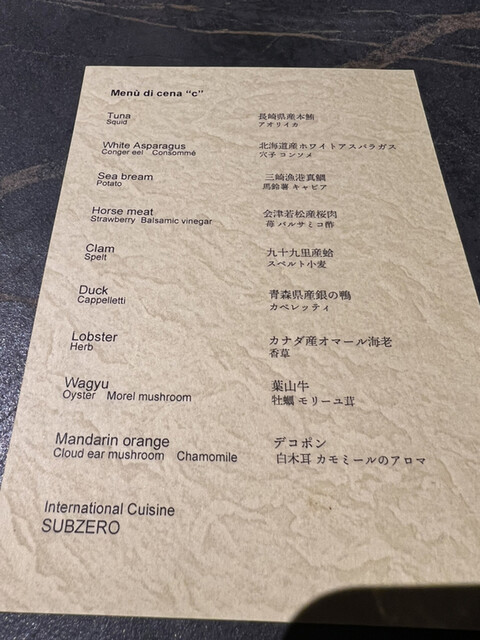 Menù di cena "c"
Tuna 長崎県産本鮪
Squid アオリイカ
White Asparagus 北海道産ホワイトアスパラガス
Conger eel Consommé 穴子 コンソメ
Sea bream 三崎漁港真鯛
Potato 馬鈴薯 キャビア
Horse meat 会津若松産桜肉
Strawberry Balsamic vinegar 苺 バルサミコ酢
Clam 九十九里産蛤
Spelt スペルト小麦
Duck 青森県産銀の鴨
Cappelletti カペレッティ
Lobster カナダ産オマール海老
Herb 香草
Wagyu 葉山牛
Oyster Morel mushroom 牡蠣 モリーユ茸
Mandarin orange デコポン
Cloud ear mushroom Chamomile 白木耳 カモミールのアロマ
International Cuisine
SUBZERO